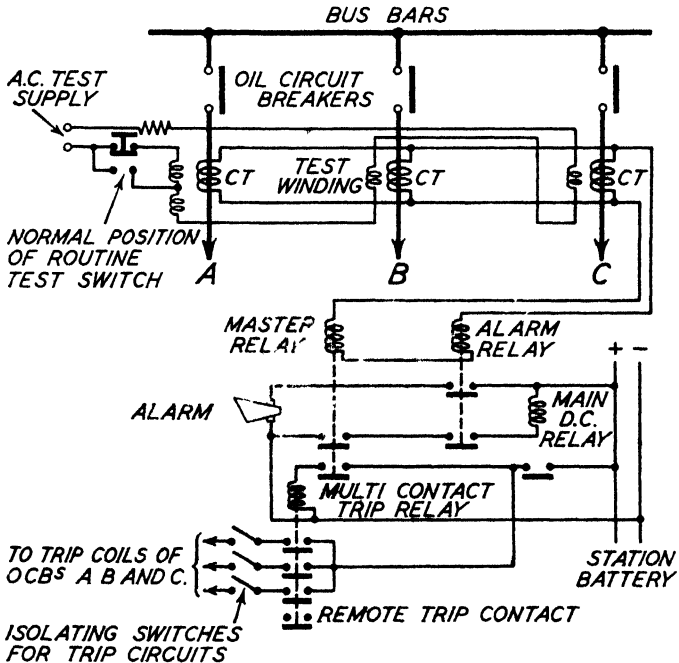 BUS BARS
A.C. TEST
SUPPLY
OIL CIRCUIT
BREAKERS
CT
TEST
WINDING
CT
CT
NORMAL POSITION
OF ROUTINE
TEST SWITCH
A
B
C
MASTER
RELAY
ALARM
RELAY
+ −
ALARM
MAIN
D.C.
RELAY
MULTI CONTACT
TRIP RELAY
TO TRIP COILS OF
OCBS A B AND C.
STATION
BATTERY
REMOTE TRIP CONTACT
ISOLATING SWITCHES
FOR TRIP CIRCUITS